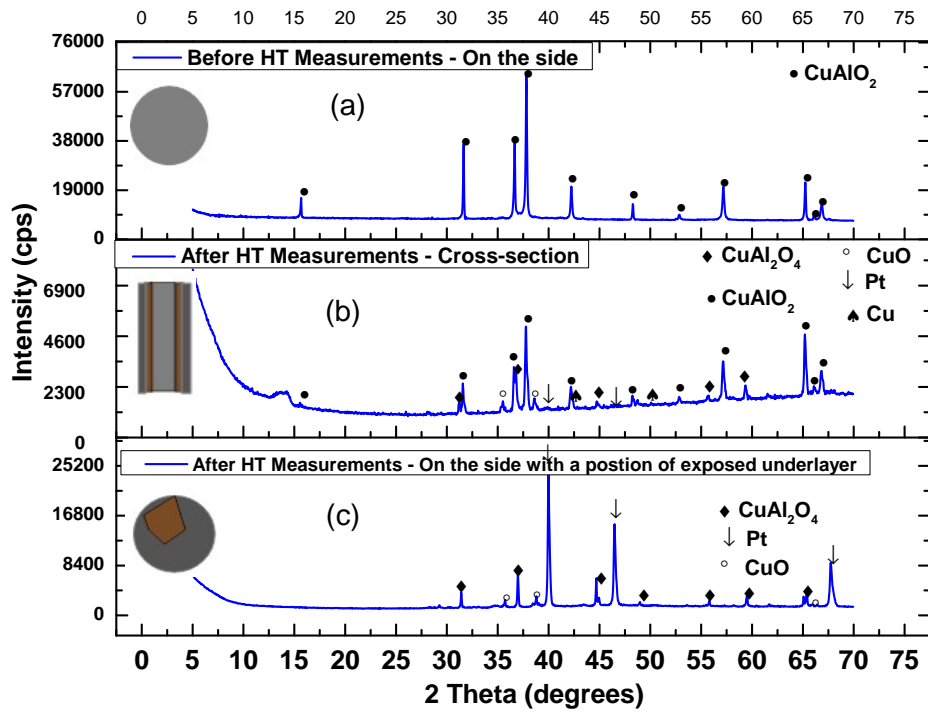 0 5 10 15 20 25 30 35 40 45 50 55 60 65 70 75
76000
57000
38000
19000
0
Before HT Measurements - On the side
(a)
CuAlO2
6900
4600
2300
0
After HT Measurements - Cross-section
(b)
CuAl2O4
CuO
Pt
CuAlO2
Cu
25200
16800
8400
0
After HT Measurements - On the side with a postion of exposed underlayer
(c)
CuAl2O4
Pt
CuO
Intensity (cps)
0 5 10 15 20 25 30 35 40 45 50 55 60 65 70 75
2 Theta (degrees)